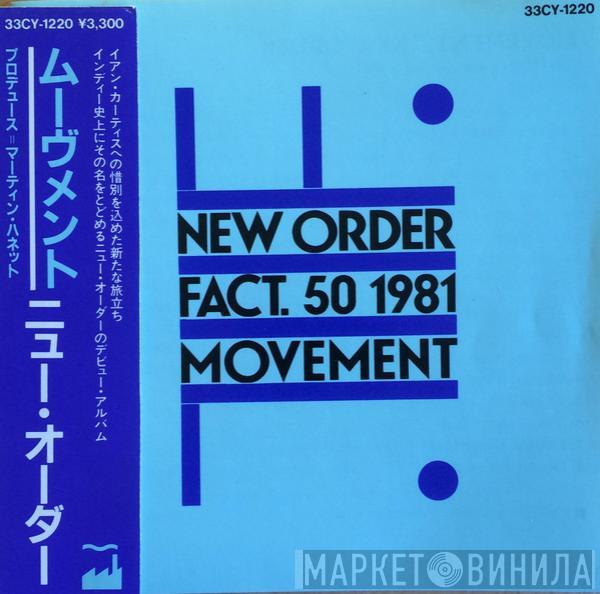 33CY-1220 ¥3,300
ムーヴメント
ニュー・オーダー
プロデュース＝マーティン・ハネット
イアン・カーティスへの惜別を込めた新たな旅立ち
インディー史上にその名をとどめるニュー・オーダーのデビュー・アルバム
33CY-1220
NEW ORDER
FACT. 50 1981
MOVEMENT
МАРКЕТ ВИНИЛА